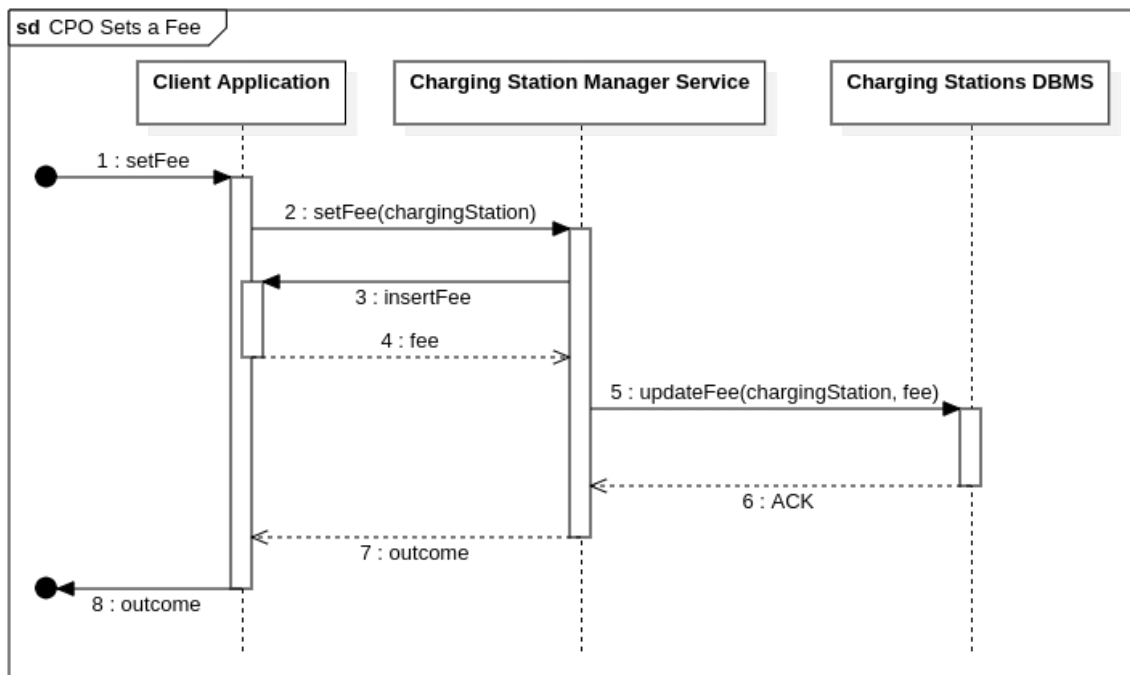 sd CPO Sets a Fee
Client Application
Charging Station Manager Service
Charging Stations DBMS
1 : setFee
2 : setFee(chargingStation)
3 : insertFee
4 : fee
5 : updateFee(chargingStation, fee)
6 : ACK
7 : outcome
8 : outcome